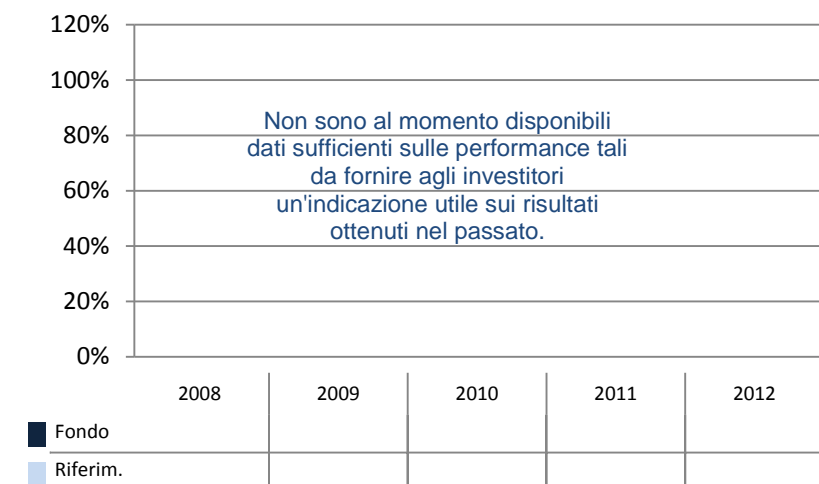 120%
100%
80%
60%
40%
20%
0%
Non sono al momento disponibili
dati sufficienti sulle performance tali
da fornire agli investitori
un'indicazione utile sui risultati
ottenuti nel passato.
2008 2009 2010 2011 2012
Fondo
Riferim.